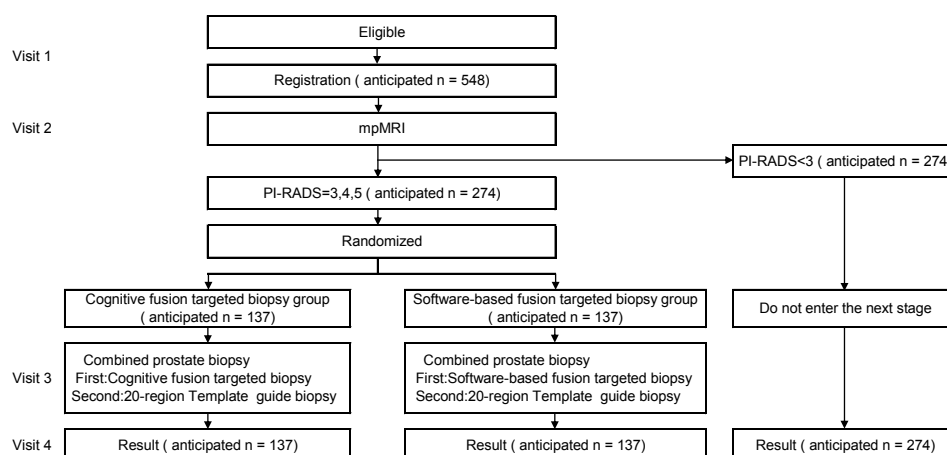 Eligible
Visit 1
Registration ( anticipated n = 548)
Visit 2
mpMRI
PI-RADS<3 ( anticipated n = 274
PI-RADS=3,4,5 ( anticipated n = 274)
Randomized
Cognitive fusion targeted biopsy group
( anticipated n = 137)
Software-based fusion targeted biopsy group
( anticipated n = 137)
Do not enter the next stage
Visit 3
Combined prostate biopsy
First:Cognitive fusion targeted biopsy
Second:20-region Template guide biopsy
Combined prostate biopsy
First:Software-based fusion targeted biopsy
Second:20-region Template guide biopsy
Visit 4
Result ( anticipated n = 137)
Result ( anticipated n = 137)
Result ( anticipated n = 274)